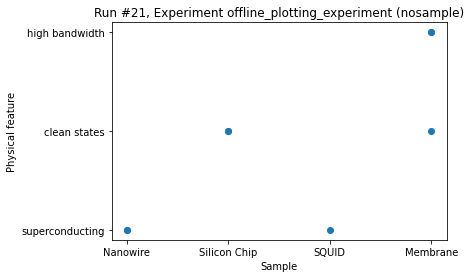 Run #21, Experiment offline_plotting_experiment (nosample)
high bandwidth
clean states
superconducting
Physical feature
Nanowire Silicon Chip SQUID Membrane
Sample